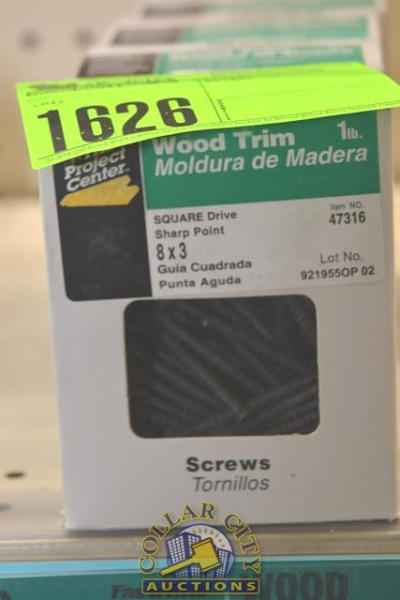 1626
Project
Center™
Wood Trim
1lb.
Moldura de Madera
SQUARE Drive
Sharp Point
8 x 3
Guía Cuadrada
Punta Aguda
Item NO.
47316
Lot No.
921955OP 02
Screws
Tornillos
COLLAR CITY
AUCTIONS
WOOD